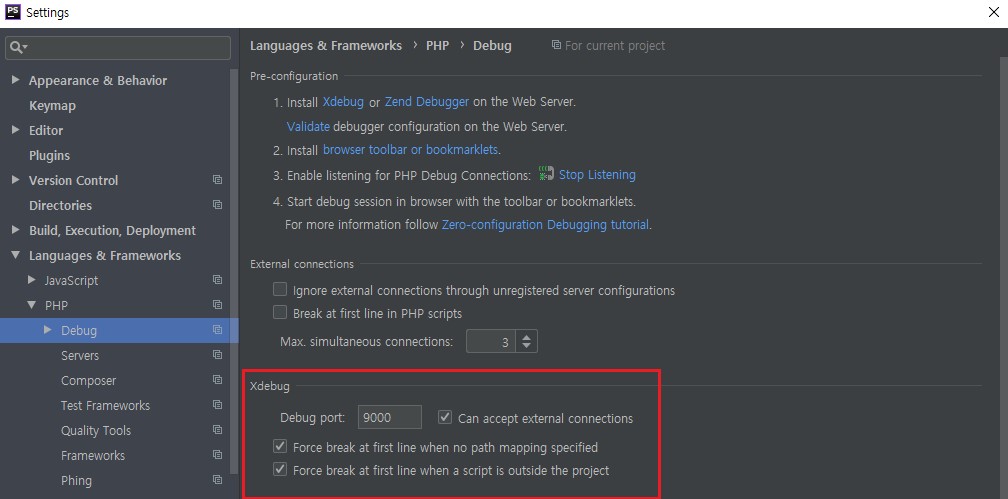 PS Settings
Appearance & Behavior
Keymap
Editor
Plugins
Version Control
Directories
Build, Execution, Deployment
Languages & Frameworks
JavaScript
PHP
Debug
Servers
Composer
Test Frameworks
Quality Tools
Frameworks
Phing
Languages & Frameworks › PHP › Debug For current project
Pre-configuration
1. Install Xdebug or Zend Debugger on the Web Server.
Validate debugger configuration on the Web Server.
2. Install browser toolbar or bookmarklets.
3. Enable listening for PHP Debug Connections: Stop Listening
4. Start debug session in browser with the toolbar or bookmarklets.
For more information follow Zero-configuration Debugging tutorial.
External connections
Ignore external connections through unregistered server configurations
Break at first line in PHP scripts
Max. simultaneous connections: 3
Xdebug
Debug port: 9000 Can accept external connections
Force break at first line when no path mapping specified
Force break at first line when a script is outside the project